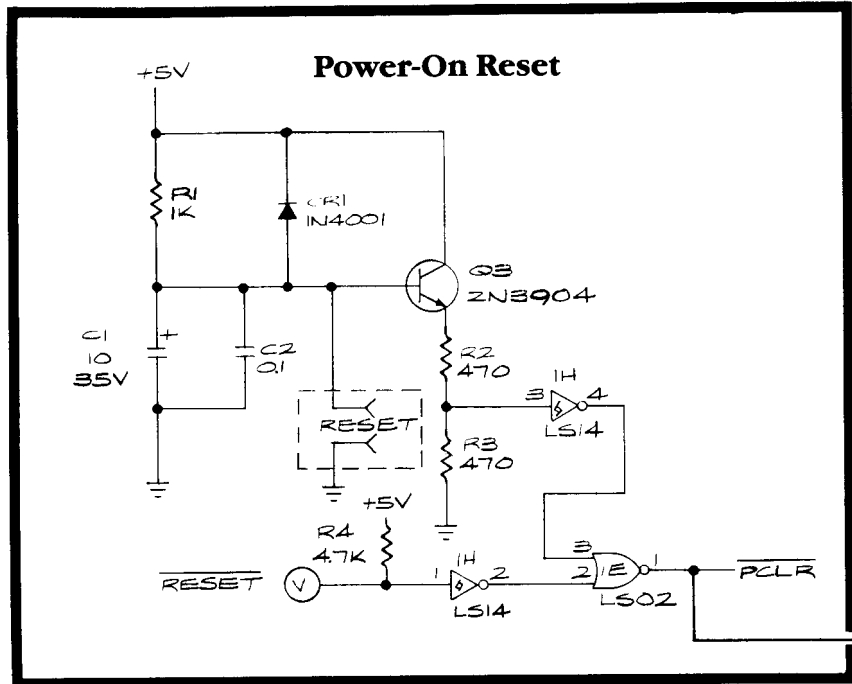 Power-On Reset
+5V
R1
1K
CR1
1N4001
Q3
2N3904
C1
10
35V
+
C2
0.1
R2
470
1H
3
4
LS14
RESET
R3
470
+5V
R4
4.7K
1H
RESET
V
1
2
LS14
3
2
1E
1
LS02
PCLR